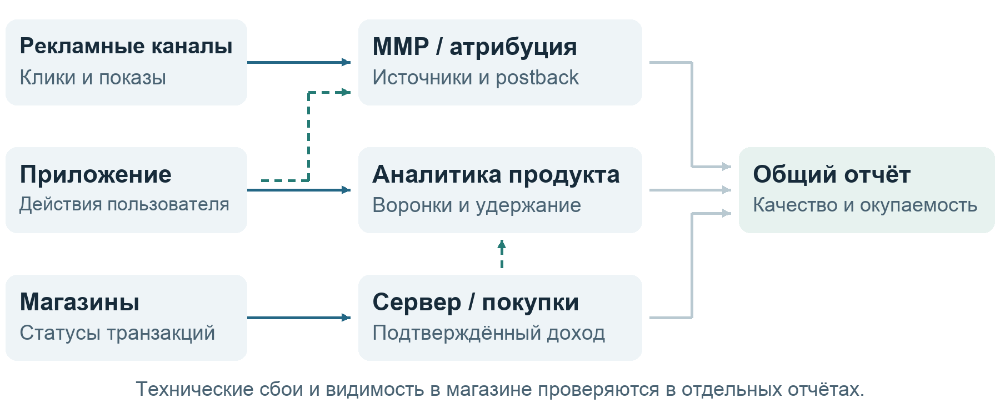 Рекламные каналы
Клики и показы
ММР / атрибуция
Источники и postback
Приложение
Действия пользователя
Аналитика продукта
Воронки и удержание
Общий отчёт
Качество и окупаемость
Магазины
Статусы транзакций
Сервер / покупки
Подтверждённый доход
Технические сбои и видимость в магазине проверяются в отдельных отчётах.